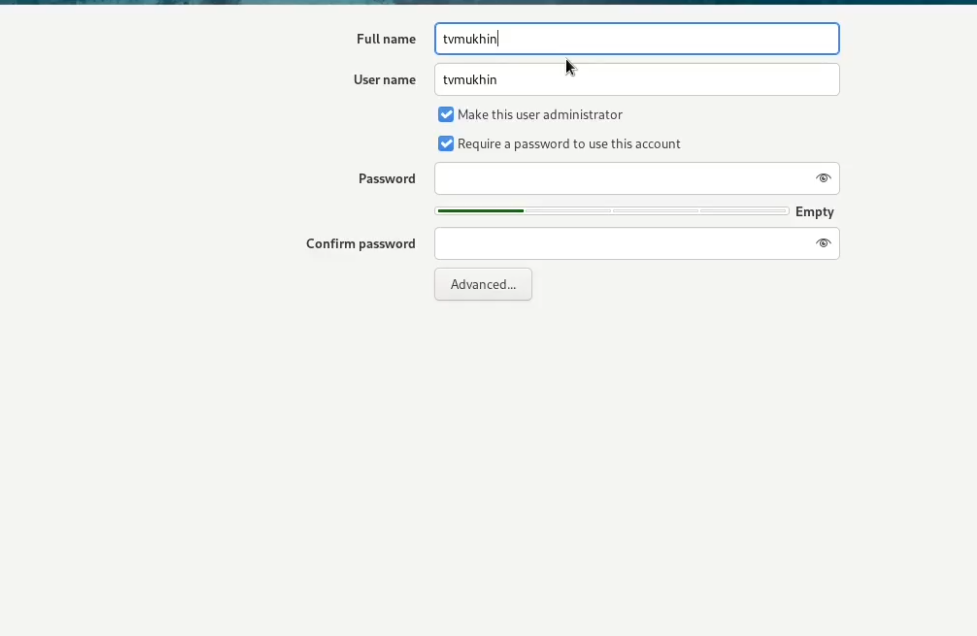 Full name tvmukhin
User name tvmukhin
Make this user administrator
Require a password to use this account
Password
Empty
Confirm password
Advanced...